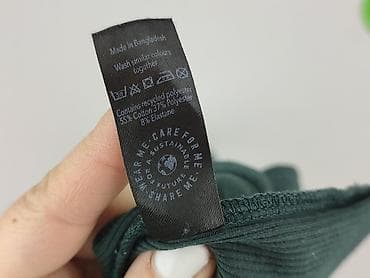 Made in Bangladesh
Wash similar colours
together
Contains recycled polyester
55% Cotton 37% Polyester
8% Elastane
WEAR ME · CARE FOR ME · SHARE ME ·
FOR A SUSTAINABLE FUTURE